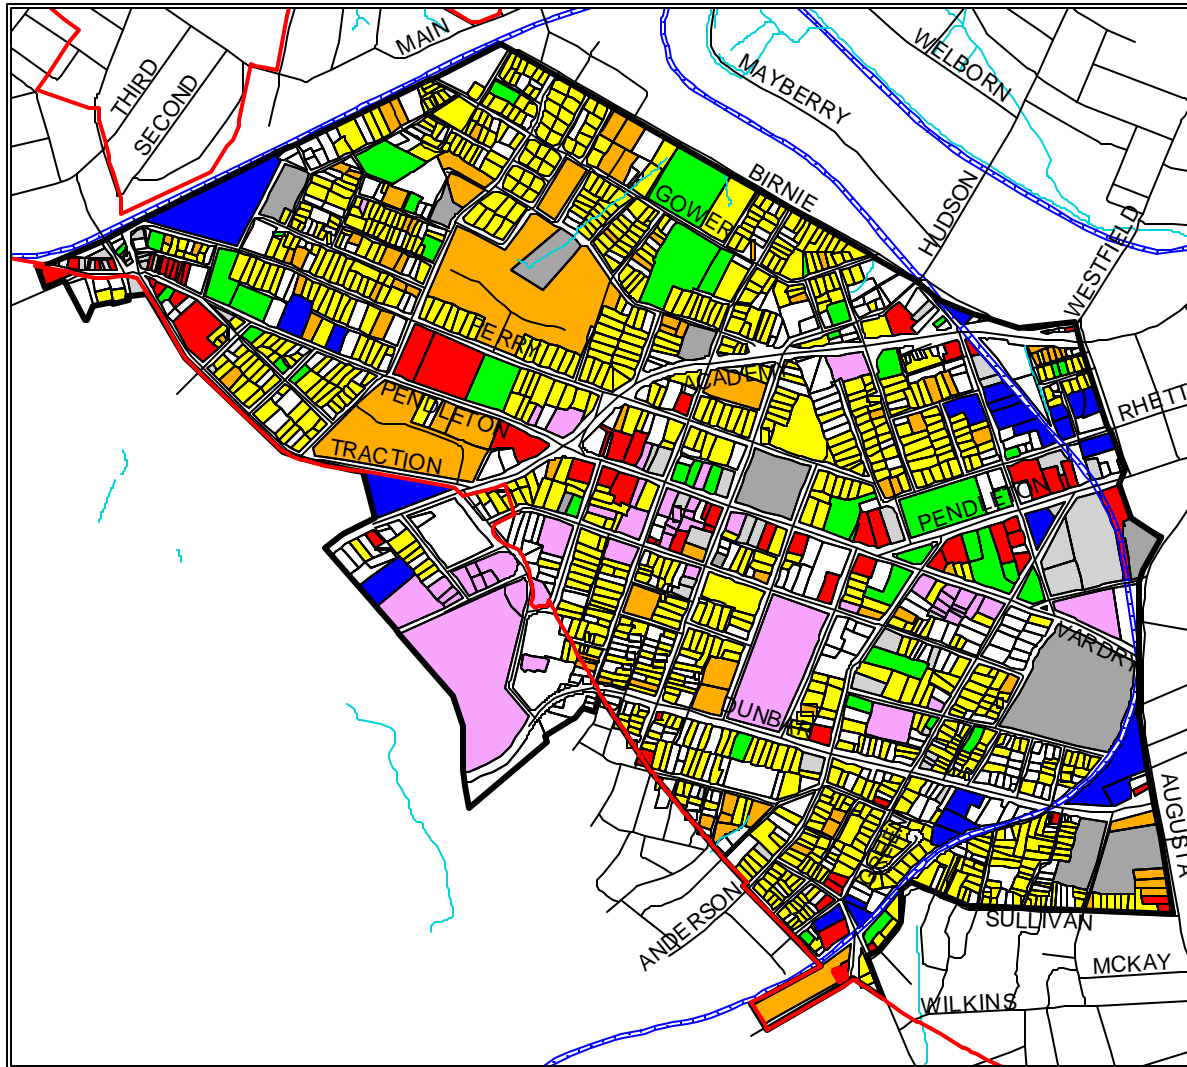 MAIN
WELBORN
THIRD
MAYBERRY
SECOND
BIRNIE
GOWER
HUDSON
WESTFIELD
PERRY
ACADEMY
PENDLETON
RHETT
TRACTION
PENDLETON
VARDRY
DUNBAR
AUGUSTA
ANDERSON
SULLIVAN
MCKAY
WILKINS